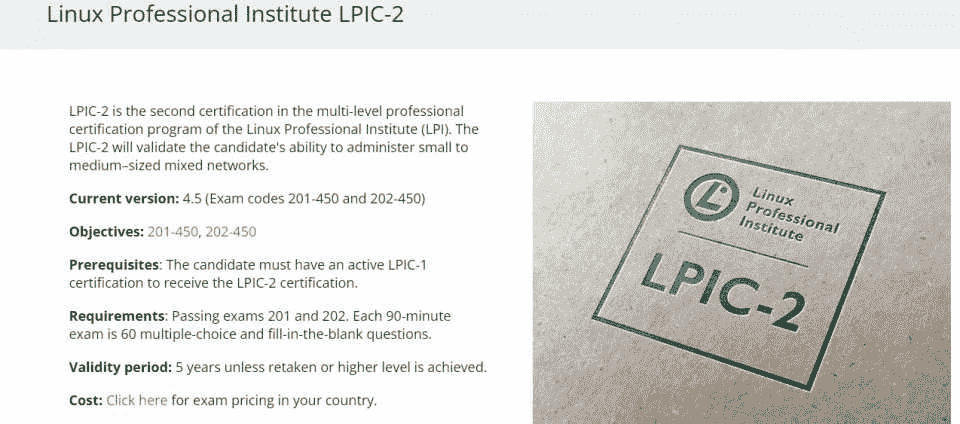 Linux Professional Institute LPIC-2
LPIC-2 is the second certification in the multi-level professional
certification program of the Linux Professional Institute (LPI). The
LPIC-2 will validate the candidate's ability to administer small to
medium–sized mixed networks.
Current version: 4.5 (Exam codes 201-450 and 202-450)
Objectives: 201-450, 202-450
Prerequisites: The candidate must have an active LPIC-1
certification to receive the LPIC-2 certification.
Requirements: Passing exams 201 and 202. Each 90-minute
exam is 60 multiple-choice and fill-in-the-blank questions.
Validity period: 5 years unless retaken or higher level is achieved.
Cost: Click here for exam pricing in your country.
Linux
Professional
Institute
LPIC-2